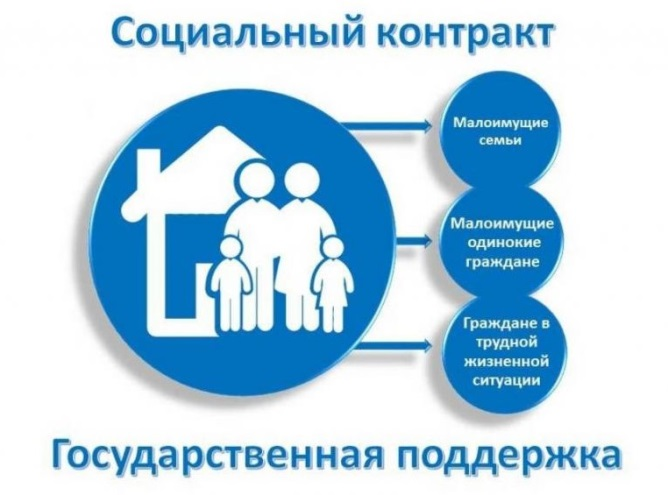 Социальный контракт
Малоимущие
семьи
Малоимущие
одинокие
граждане
Граждане в
трудной
жизненной
ситуации
Государственная поддержка